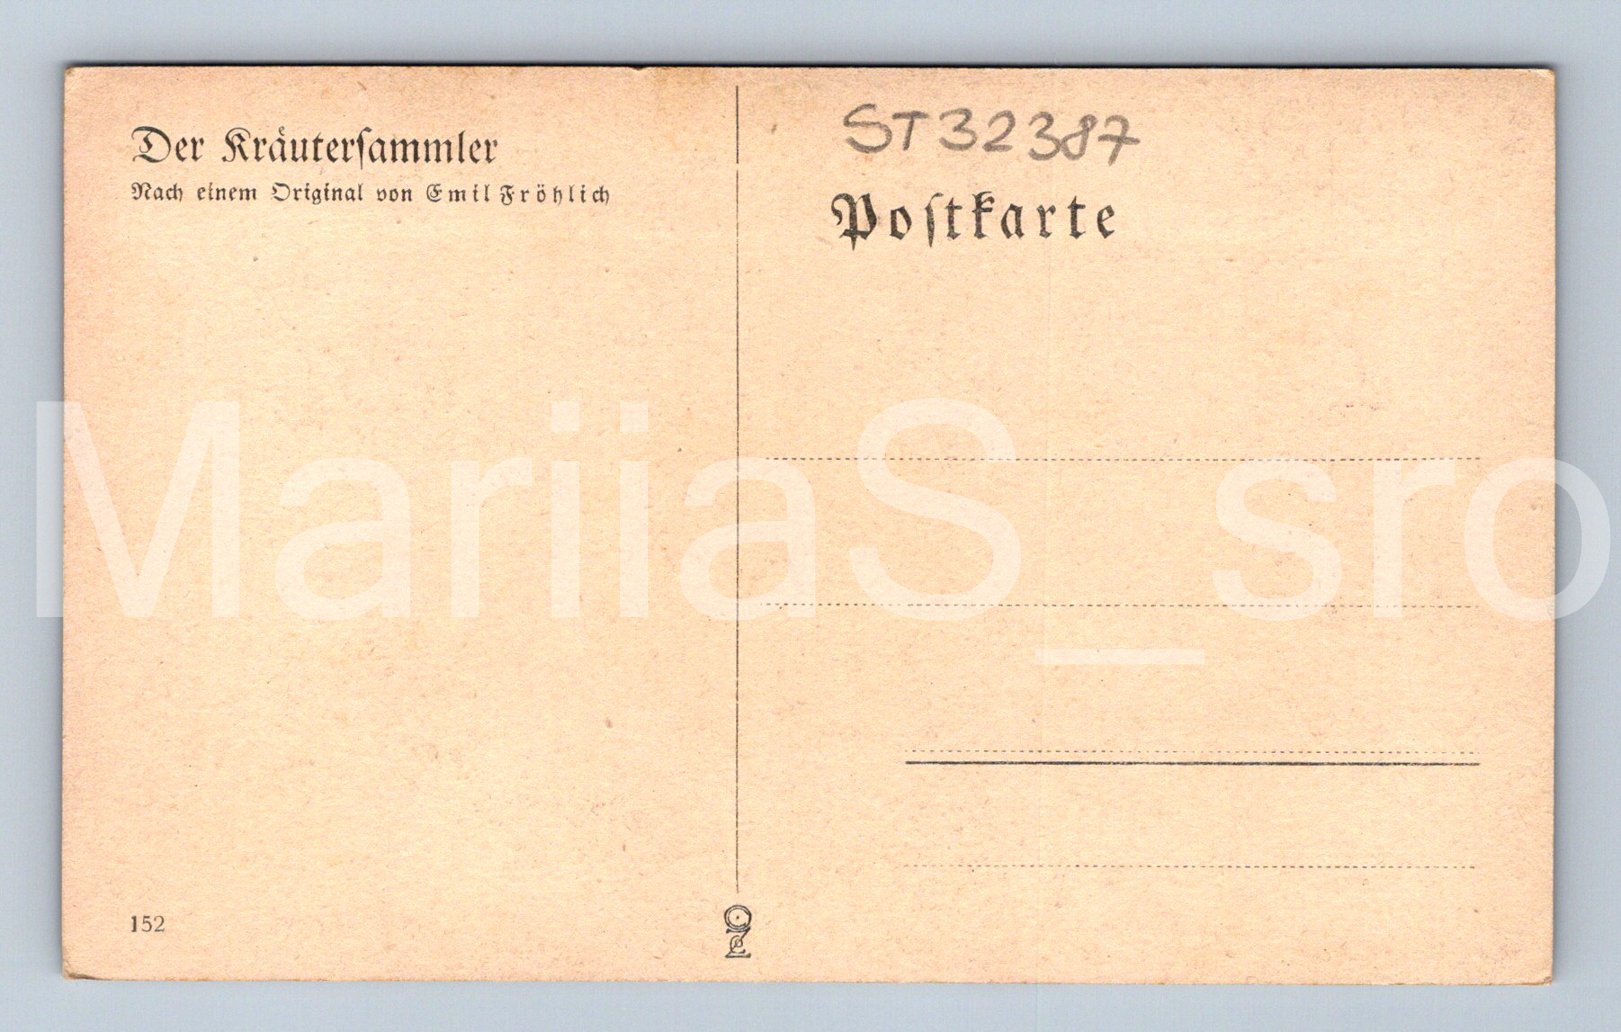 Der Kräuterſammler
Nach einem Original von Emil Fröhlich
ST32387
Poſtkarte
MariiaS_sro
152